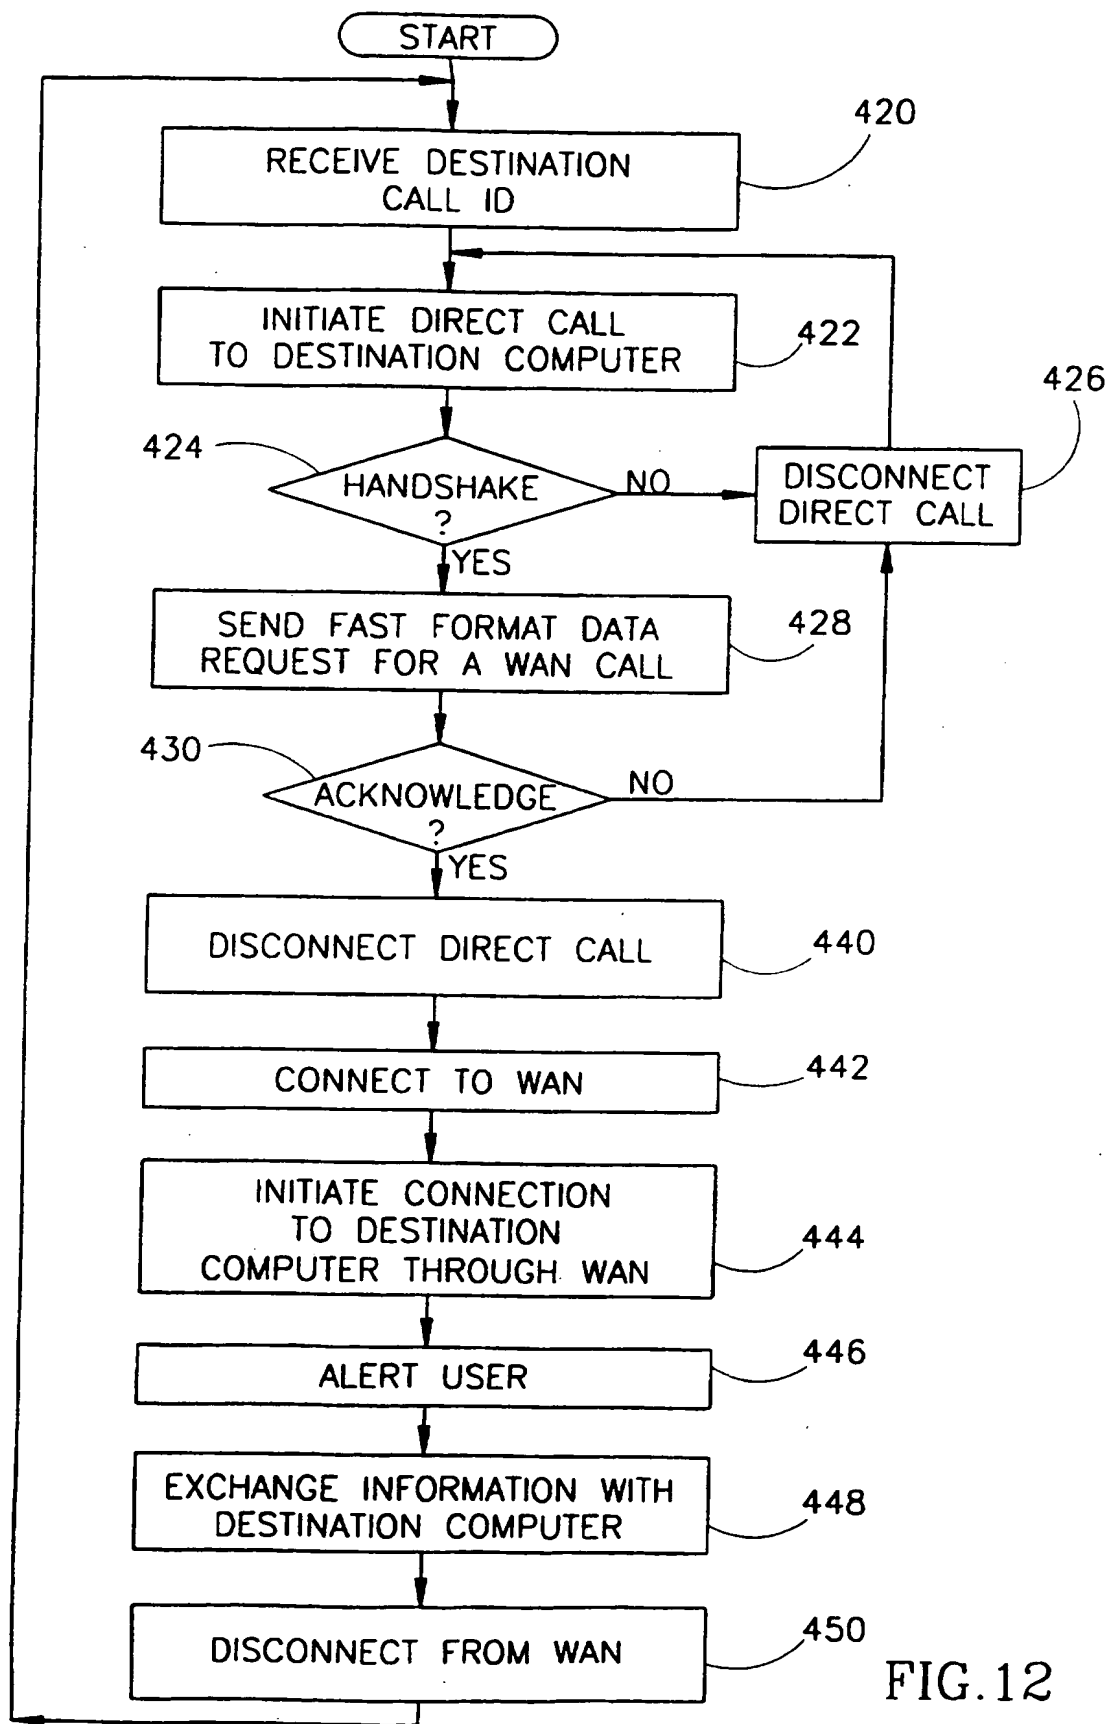 START
420
RECEIVE DESTINATION
CALL ID
INITIATE DIRECT CALL
TO DESTINATION COMPUTER
422
426
424
HANDSHAKE
?
NO
DISCONNECT
DIRECT CALL
YES
SEND FAST FORMAT DATA
REQUEST FOR A WAN CALL
428
430
ACKNOWLEDGE
?
NO
YES
DISCONNECT DIRECT CALL
440
CONNECT TO WAN
442
INITIATE CONNECTION
TO DESTINATION
COMPUTER THROUGH WAN
444
ALERT USER
446
EXCHANGE INFORMATION WITH
DESTINATION COMPUTER
448
DISCONNECT FROM WAN
450
FIG.12